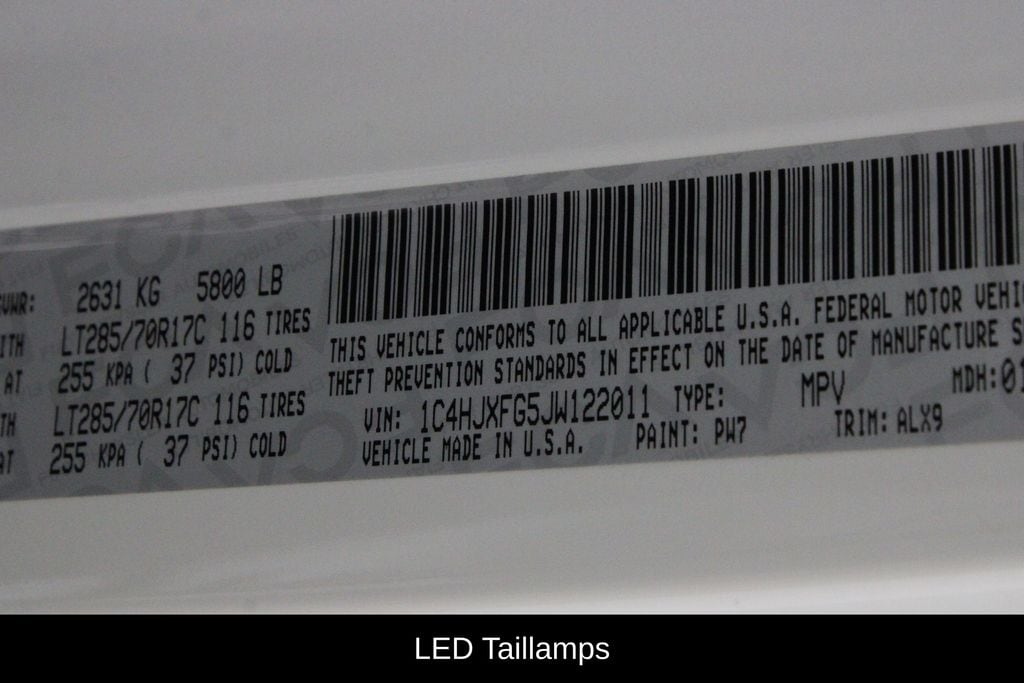 GVWR: 2631 KG 5800 LB
ITH LT285/70R17C 116 TIRES
AT 255 KPA ( 37 PSI) COLD
TH LT285/70R17C 116 TIRES
AT 255 KPA ( 37 PSI) COLD
THIS VEHICLE CONFORMS TO ALL APPLICABLE U.S.A. FEDERAL MOTOR VEHI
THEFT PREVENTION STANDARDS IN EFFECT ON THE DATE OF MANUFACTURE S
VIN: 1C4HJXFG5JW122011 TYPE: MPV MDH:01
VEHICLE MADE IN U.S.A. PAINT: PW7 TRIM: ALX9
LED Taillamps